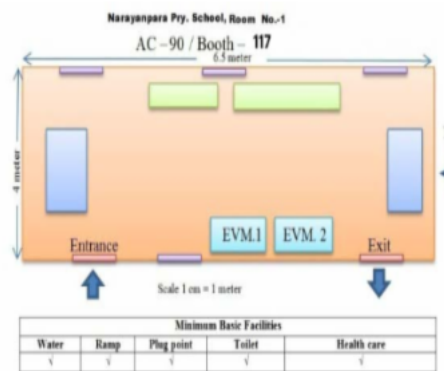 Narayanpara Pry. School, Room No.-1
AC –90 / Booth – 117
6.5 meter
4 meter
EVM.1 EVM. 2
Entrance Exit
Scale 1 cm = 1 meter
Minimum Basic Facilities
Water Ramp Plug point Toilet Health care
√ √ √ √ √